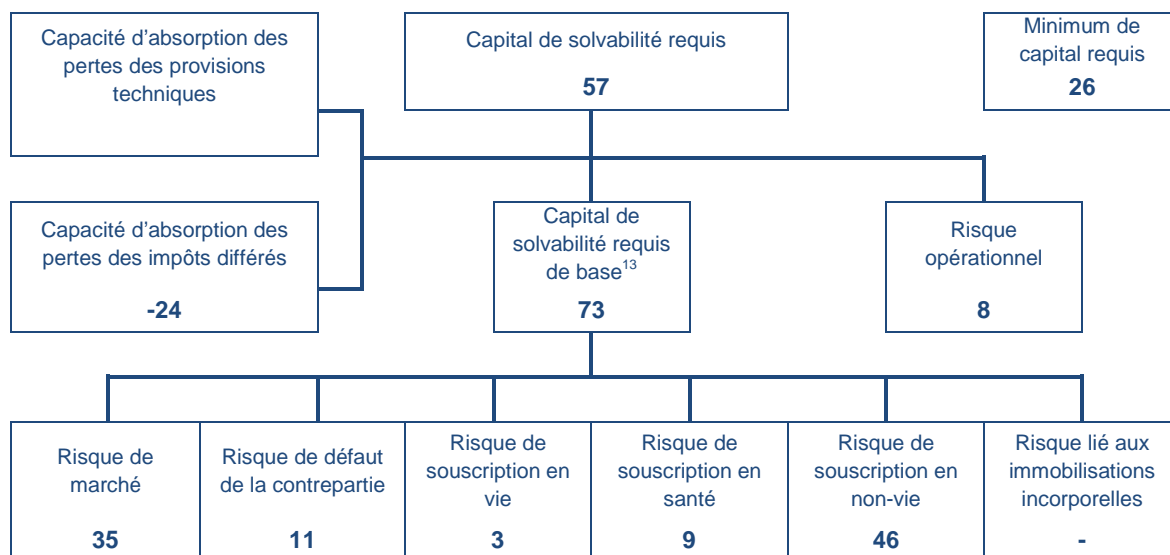 Capacité d’absorption des
pertes des provisions
techniques
Capital de solvabilité requis
57
Minimum de
capital requis
26
Capacité d’absorption des
pertes des impôts différés
-24
Capital de
solvabilité requis
de base13
73
Risque
opérationnel
8
Risque de
marché
35
Risque de défaut
de la contrepartie
11
Risque de
souscription en
vie
3
Risque de
souscription en
santé
9
Risque de
souscription en
non-vie
46
Risque lié aux
immobilisations
incorporelles
-